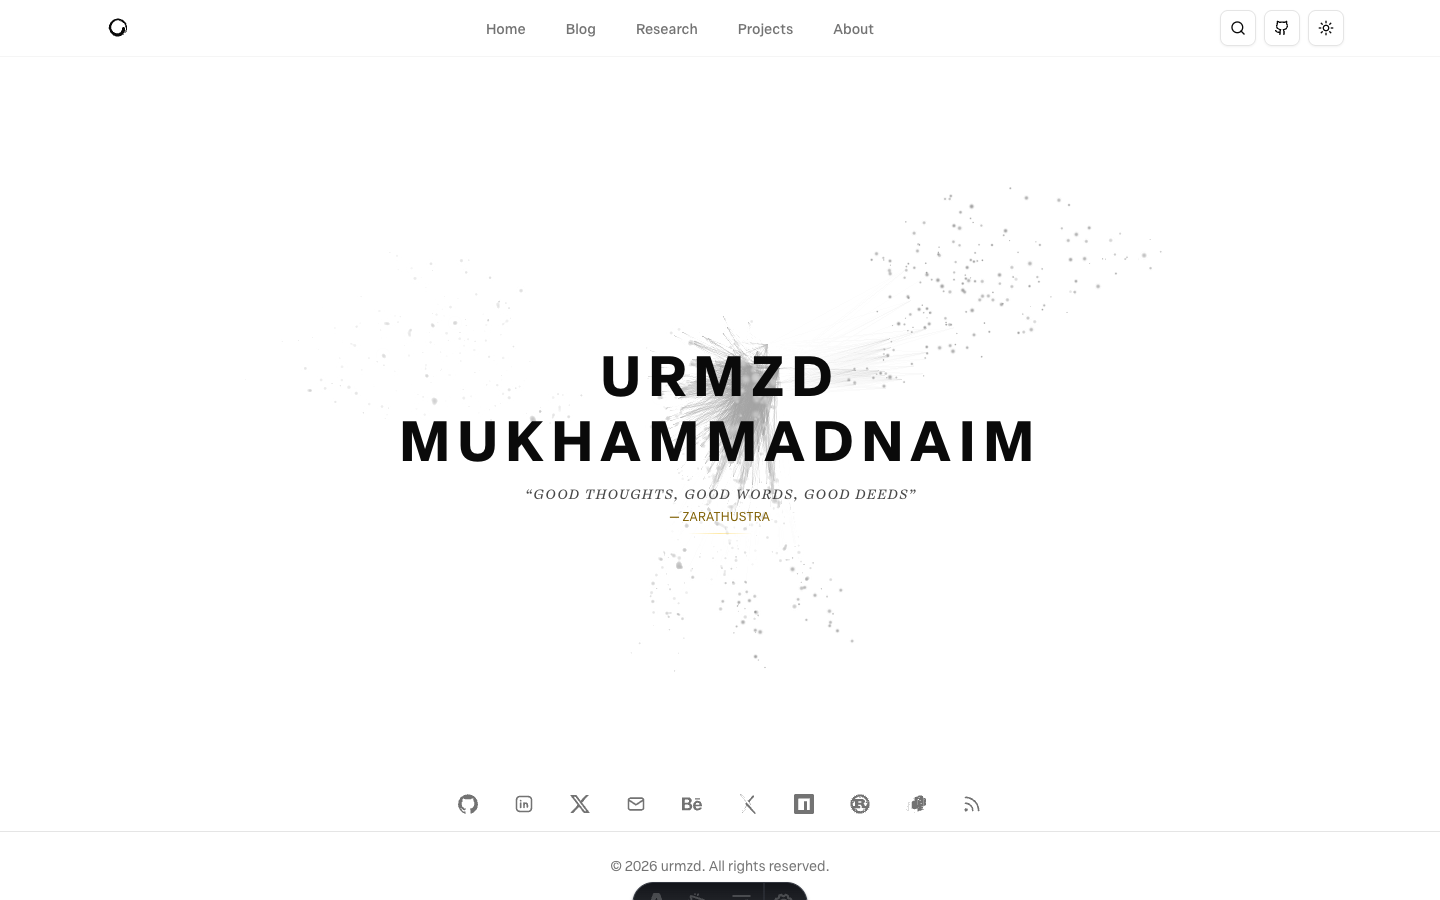 Home
Blog
Research
Projects
About
URMZD
MUKHAMMADNAIM
“GOOD THOUGHTS, GOOD WORDS, GOOD DEEDS”
— ZARATHUSTRA
in
Bē
R
© 2026 urmzd. All rights reserved.